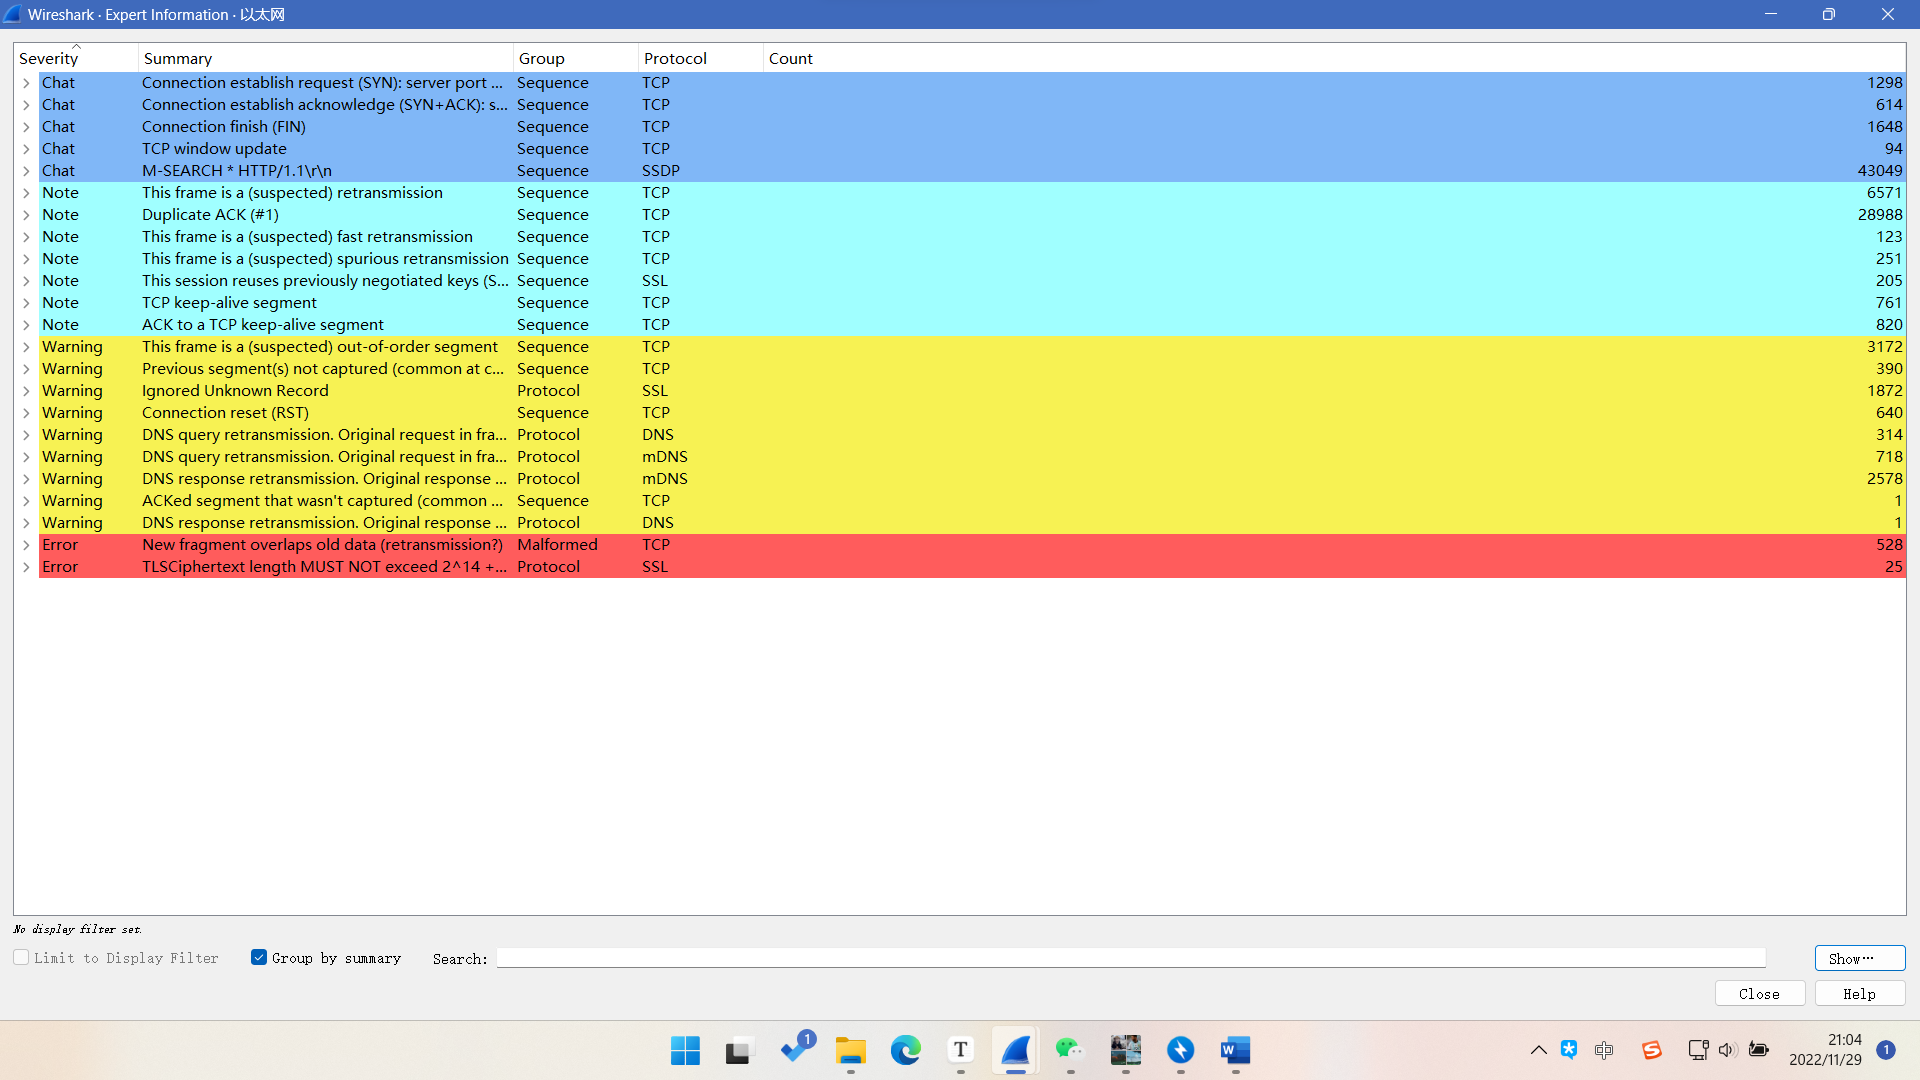 Wireshark · Expert Information · 以太网
Severity Summary Group Protocol Count
Chat Connection establish request (SYN): server port ... Sequence TCP 1298
Chat Connection establish acknowledge (SYN+ACK): s... Sequence TCP 614
Chat Connection finish (FIN) Sequence TCP 1648
Chat TCP window update Sequence TCP 94
Chat M-SEARCH * HTTP/1.1\r\n Sequence SSDP 43049
Note This frame is a (suspected) retransmission Sequence TCP 6571
Note Duplicate ACK (#1) Sequence TCP 28988
Note This frame is a (suspected) fast retransmission Sequence TCP 123
Note This frame is a (suspected) spurious retransmission Sequence TCP 251
Note This session reuses previously negotiated keys (S... Sequence SSL 205
Note TCP keep-alive segment Sequence TCP 761
Note ACK to a TCP keep-alive segment Sequence TCP 820
Warning This frame is a (suspected) out-of-order segment Sequence TCP 3172
Warning Previous segment(s) not captured (common at c... Sequence TCP 390
Warning Ignored Unknown Record Protocol SSL 1872
Warning Connection reset (RST) Sequence TCP 640
Warning DNS query retransmission. Original request in fra... Protocol DNS 314
Warning DNS query retransmission. Original request in fra... Protocol mDNS 718
Warning DNS response retransmission. Original response ... Protocol mDNS 2578
Warning ACKed segment that wasn't captured (common ... Sequence TCP 1
Warning DNS response retransmission. Original response ... Protocol DNS 1
Error New fragment overlaps old data (retransmission?) Malformed TCP 528
Error TLSCiphertext length MUST NOT exceed 2^14 +... Protocol SSL 25
No display filter set.
Limit to Display Filter Group by summary Search: Show…
Close Help
1 T W 中 S 21:04 1
2022/11/29